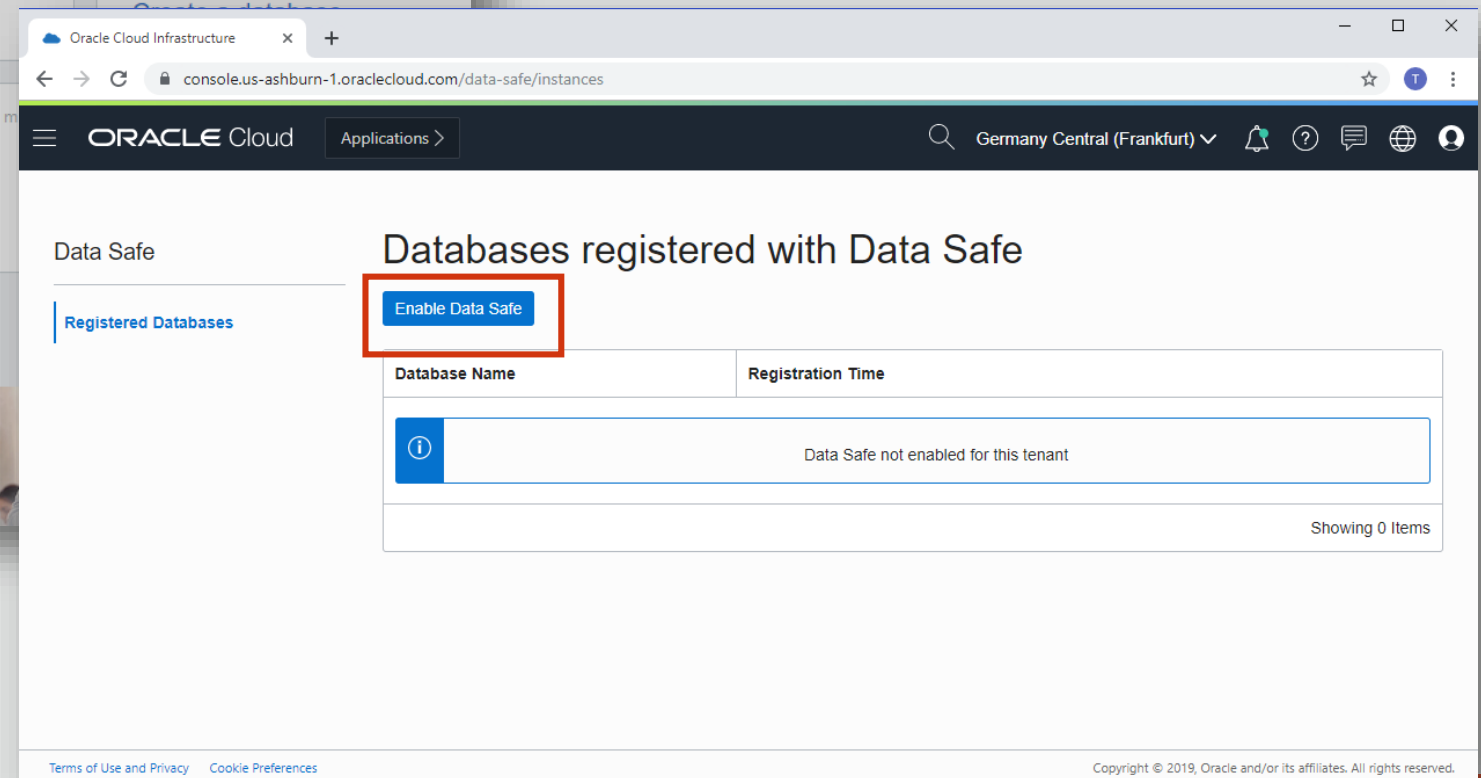 Create a database
m
Oracle Cloud Infrastructure
console.us-ashburn-1.oraclecloud.com/data-safe/instances
T
ORACLE Cloud
Applications
Germany Central (Frankfurt)
Data Safe
Registered Databases
Databases registered with Data Safe
Enable Data Safe
Database Name
Registration Time
Data Safe not enabled for this tenant
Showing 0 Items
Terms of Use and Privacy
Cookie Preferences
Copyright © 2019, Oracle and/or its affiliates. All rights reserved.